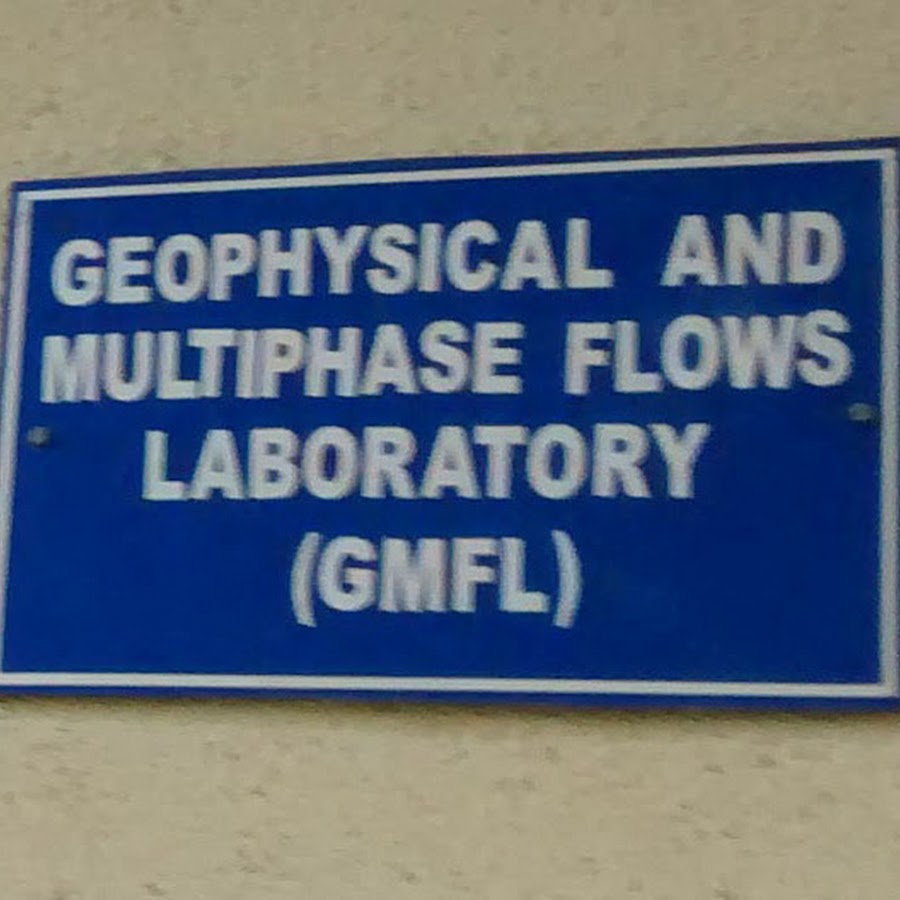 GEOPHYSICAL AND
MULTIPHASE FLOWS
LABORATORY
(GMFL)